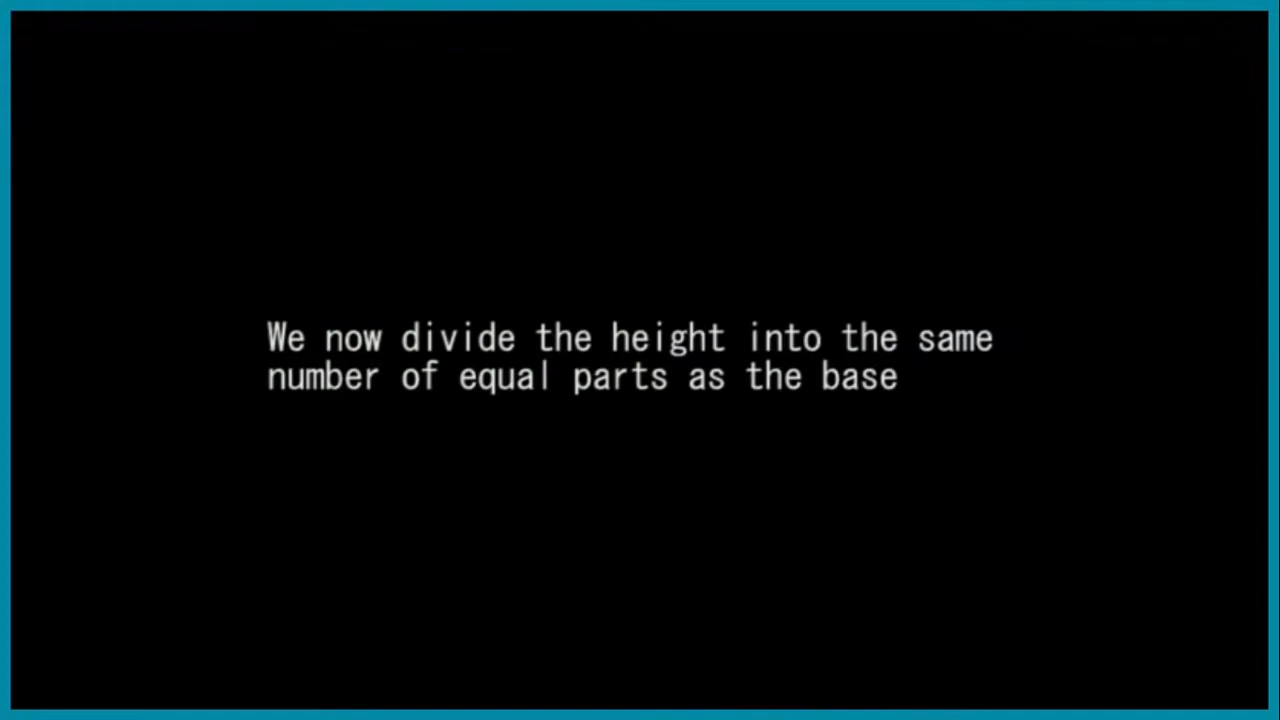 We now divide the height into the same
number of equal parts as the base